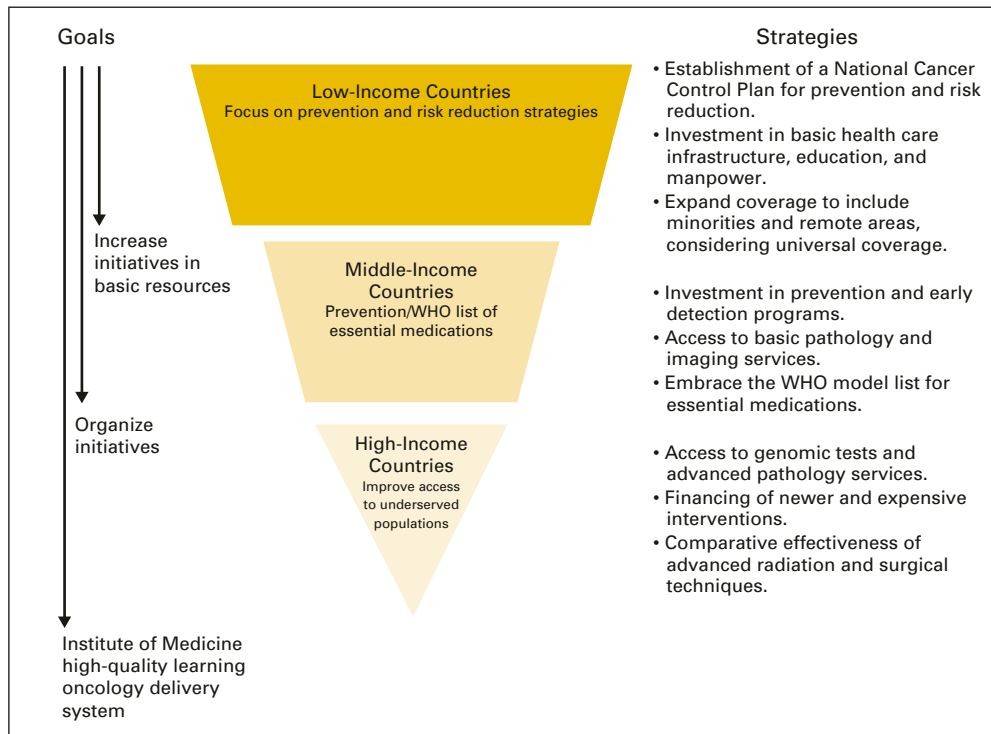 Goals
Increase
initiatives in
basic resources
Organize
initiatives
Institute of Medicine
high-quality learning
oncology delivery
system
Low-Income Countries
Focus on prevention and risk reduction strategies
Middle-Income
Countries
Prevention/WHO list of
essential medications
High-Income
Countries
Improve access
to underserved
populations
Strategies
• Establishment of a National Cancer
Control Plan for prevention and risk
reduction.
• Investment in basic health care
infrastructure, education, and
manpower.
• Expand coverage to include
minorities and remote areas,
considering universal coverage.
• Investment in prevention and early
detection programs.
• Access to basic pathology and
imaging services.
• Embrace the WHO model list for
essential medications.
• Access to genomic tests and
advanced pathology services.
• Financing of newer and expensive
interventions.
• Comparative effectiveness of
advanced radiation and surgical
techniques.